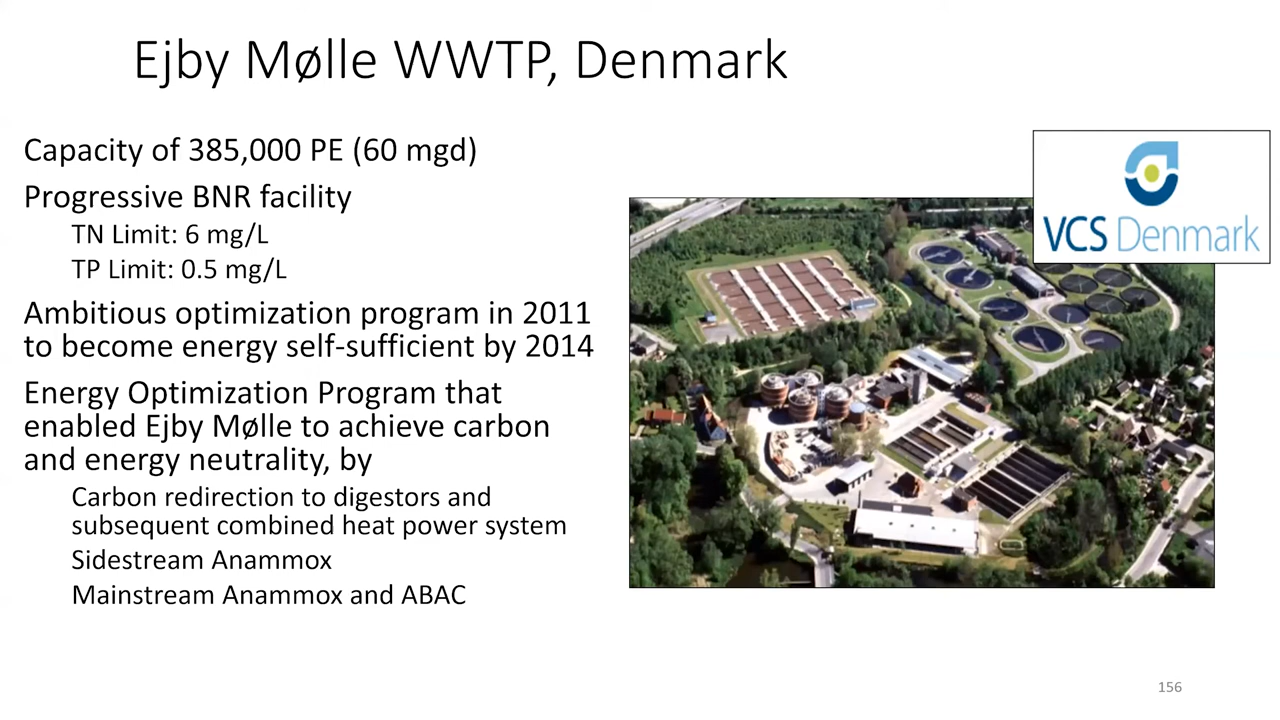 Ejby Mølle WWTP, Denmark
Capacity of 385,000 PE (60 mgd)
Progressive BNR facility
TN Limit: 6 mg/L
TP Limit: 0.5 mg/L
Ambitious optimization program in 2011
to become energy self-sufficient by 2014
Energy Optimization Program that
enabled Ejby Mølle to achieve carbon
and energy neutrality, by
Carbon redirection to digestors and
subsequent combined heat power system
Sidestream Anammox
Mainstream Anammox and ABAC
VCS Denmark
156